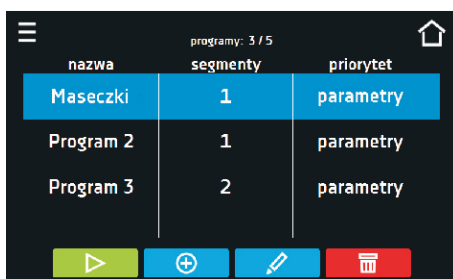 programy: 3 / 5
nazwa segmenty priorytet
Maseczki 1 parametry
Program 2 1 parametry
Program 3 2 parametry